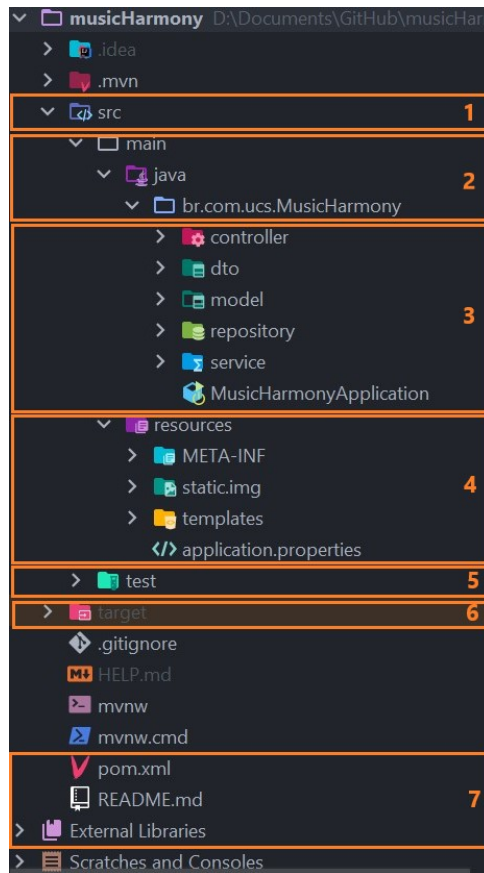 musicHarmony D:\Documents\GitHub\musicHar
.idea
.mvn
src 1
main
java 2
br.com.ucs.MusicHarmony
controller
dto
model 3
repository
service
MusicHarmonyApplication
resources
META-INF
static.img 4
templates
application.properties
test 5
target 6
.gitignore
M↓ HELP.md
mvnw
mvnw.cmd
pom.xml
README.md 7
External Libraries
Scratches and Consoles